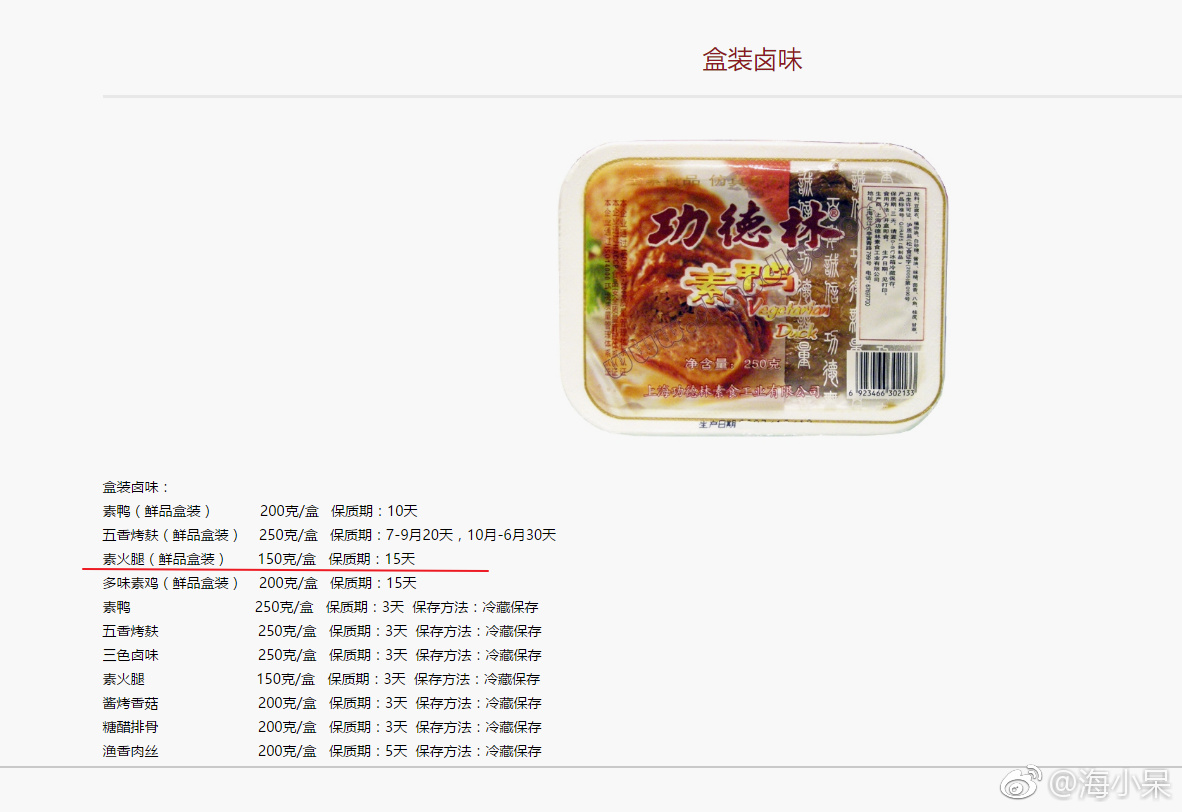 盒装卤味
功德林
素鸭
Vegetarian
Duck
净含量：250克
上海功德林素食工业有限公司
6 923466 302133
生产日期
盒装卤味：
素鸭（鲜品盒装） 200克/盒 保质期：10天
五香烤麸（鲜品盒装） 250克/盒 保质期：7-9月20天，10月-6月30天
素火腿（鲜品盒装） 150克/盒 保质期：15天
多味素鸡（鲜品盒装） 200克/盒 保质期：15天
素鸭 250克/盒 保质期：3天 保存方法：冷藏保存
五香烤麸 250克/盒 保质期：3天 保存方法：冷藏保存
三色卤味 250克/盒 保质期：3天 保存方法：冷藏保存
素火腿 150克/盒 保质期：3天 保存方法：冷藏保存
酱烤香菇 200克/盒 保质期：3天 保存方法：冷藏保存
糖醋排骨 200克/盒 保质期：3天 保存方法：冷藏保存
渔香肉丝 200克/盒 保质期：5天 保存方法：冷藏保存
@海小呆